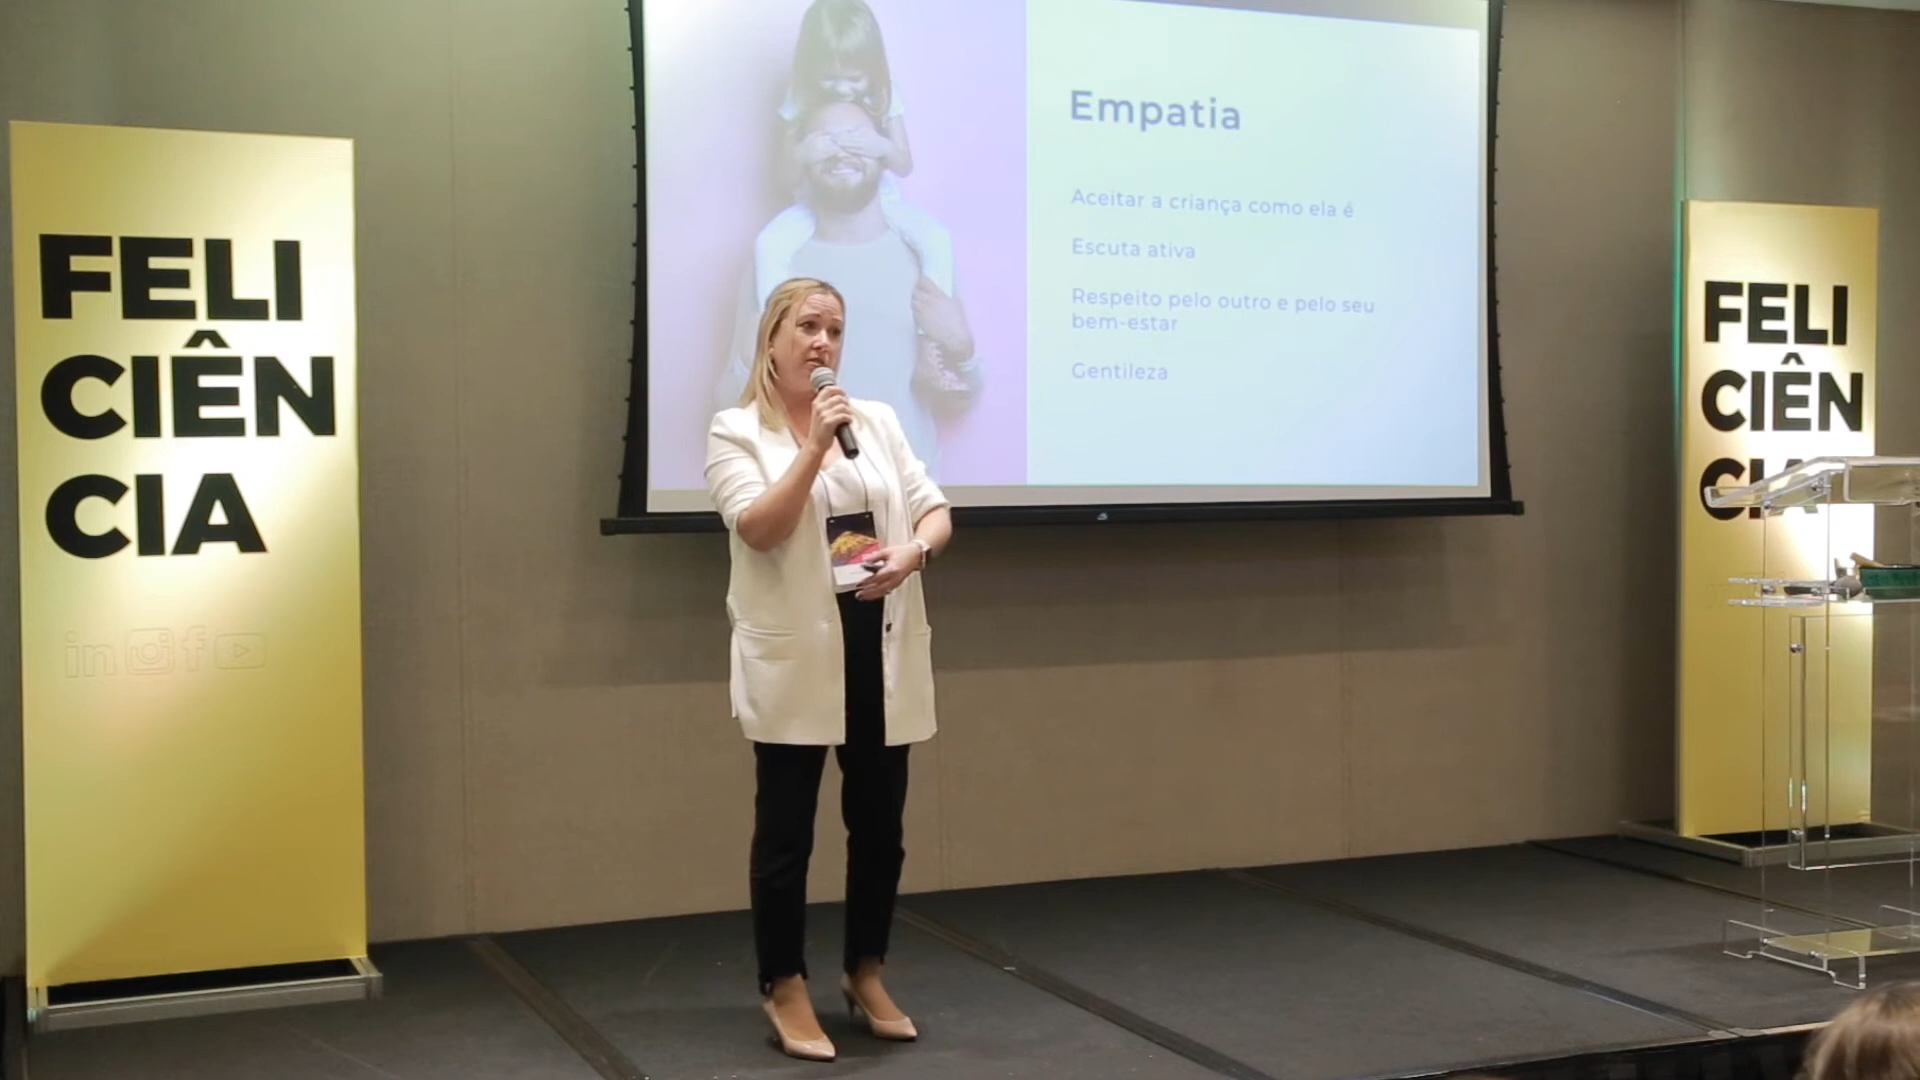 FELI
CIÊN
CIA
in f
Empatia
Aceitar a criança como ela é
Escuta ativa
Respeito pelo outro e pelo seu
bem-estar
Gentileza
FELI
CIÊN
CIA